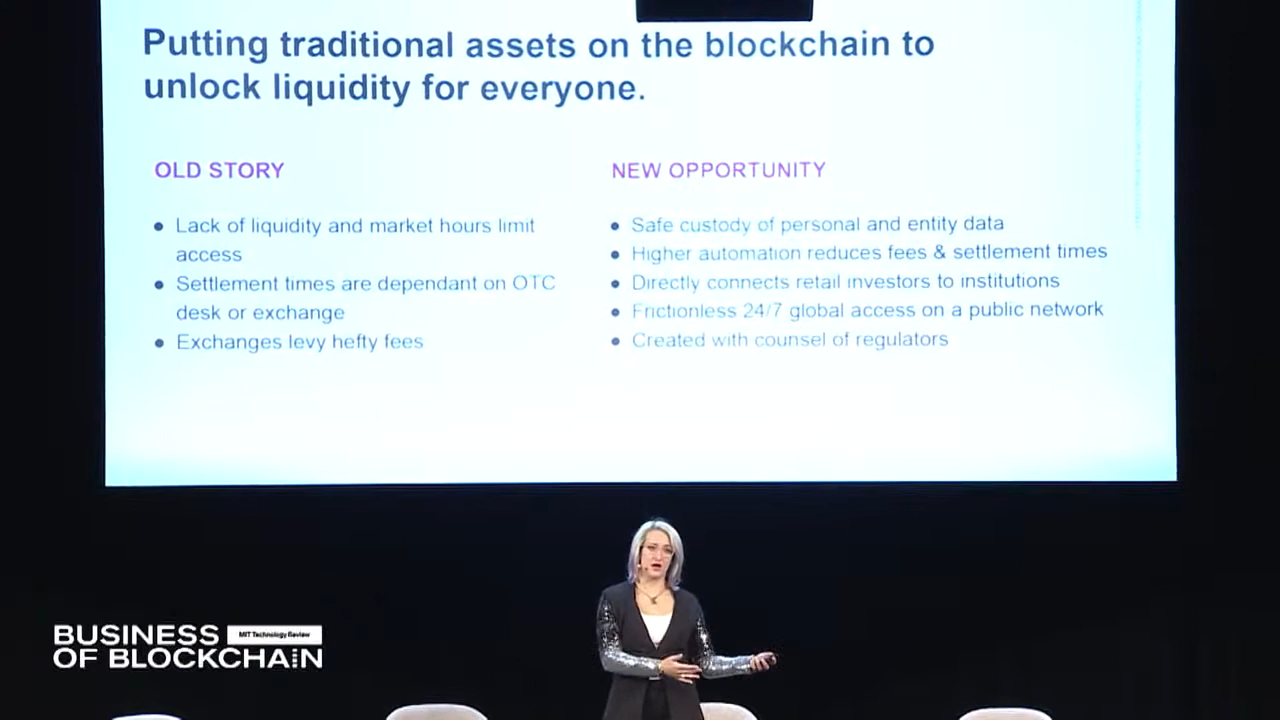 Putting traditional assets on the blockchain to
unlock liquidity for everyone.
OLD STORY
• Lack of liquidity and market hours limit
access
• Settlement times are dependant on OTC
desk or exchange
• Exchanges levy hefty fees
NEW OPPORTUNITY
• Safe custody of personal and entity data
• Higher automation reduces fees & settlement times
• Directly connects retail investors to institutions
• Frictionless 24/7 global access on a public network
• Created with counsel of regulators
BUSINESS MIT Technology Review
OF BLOCKCHAIN